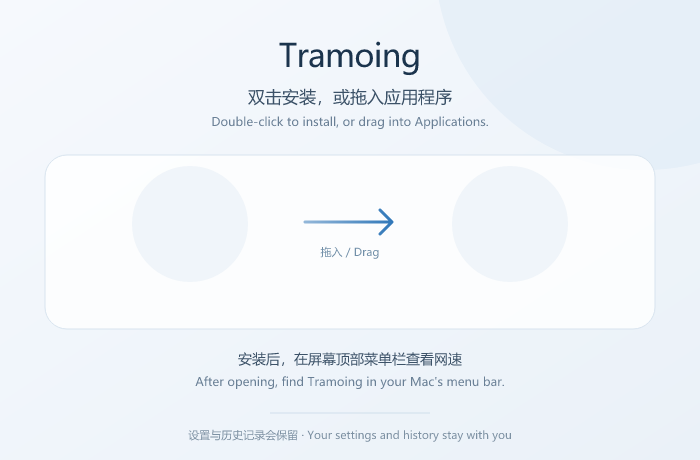 Tramoing
双击安装，或拖入应用程序
Double-click to install, or drag into Applications.
拖入 / Drag
安装后，在屏幕顶部菜单栏查看网速
After opening, find Tramoing in your Mac's menu bar.
设置与历史记录会保留 · Your settings and history stay with you